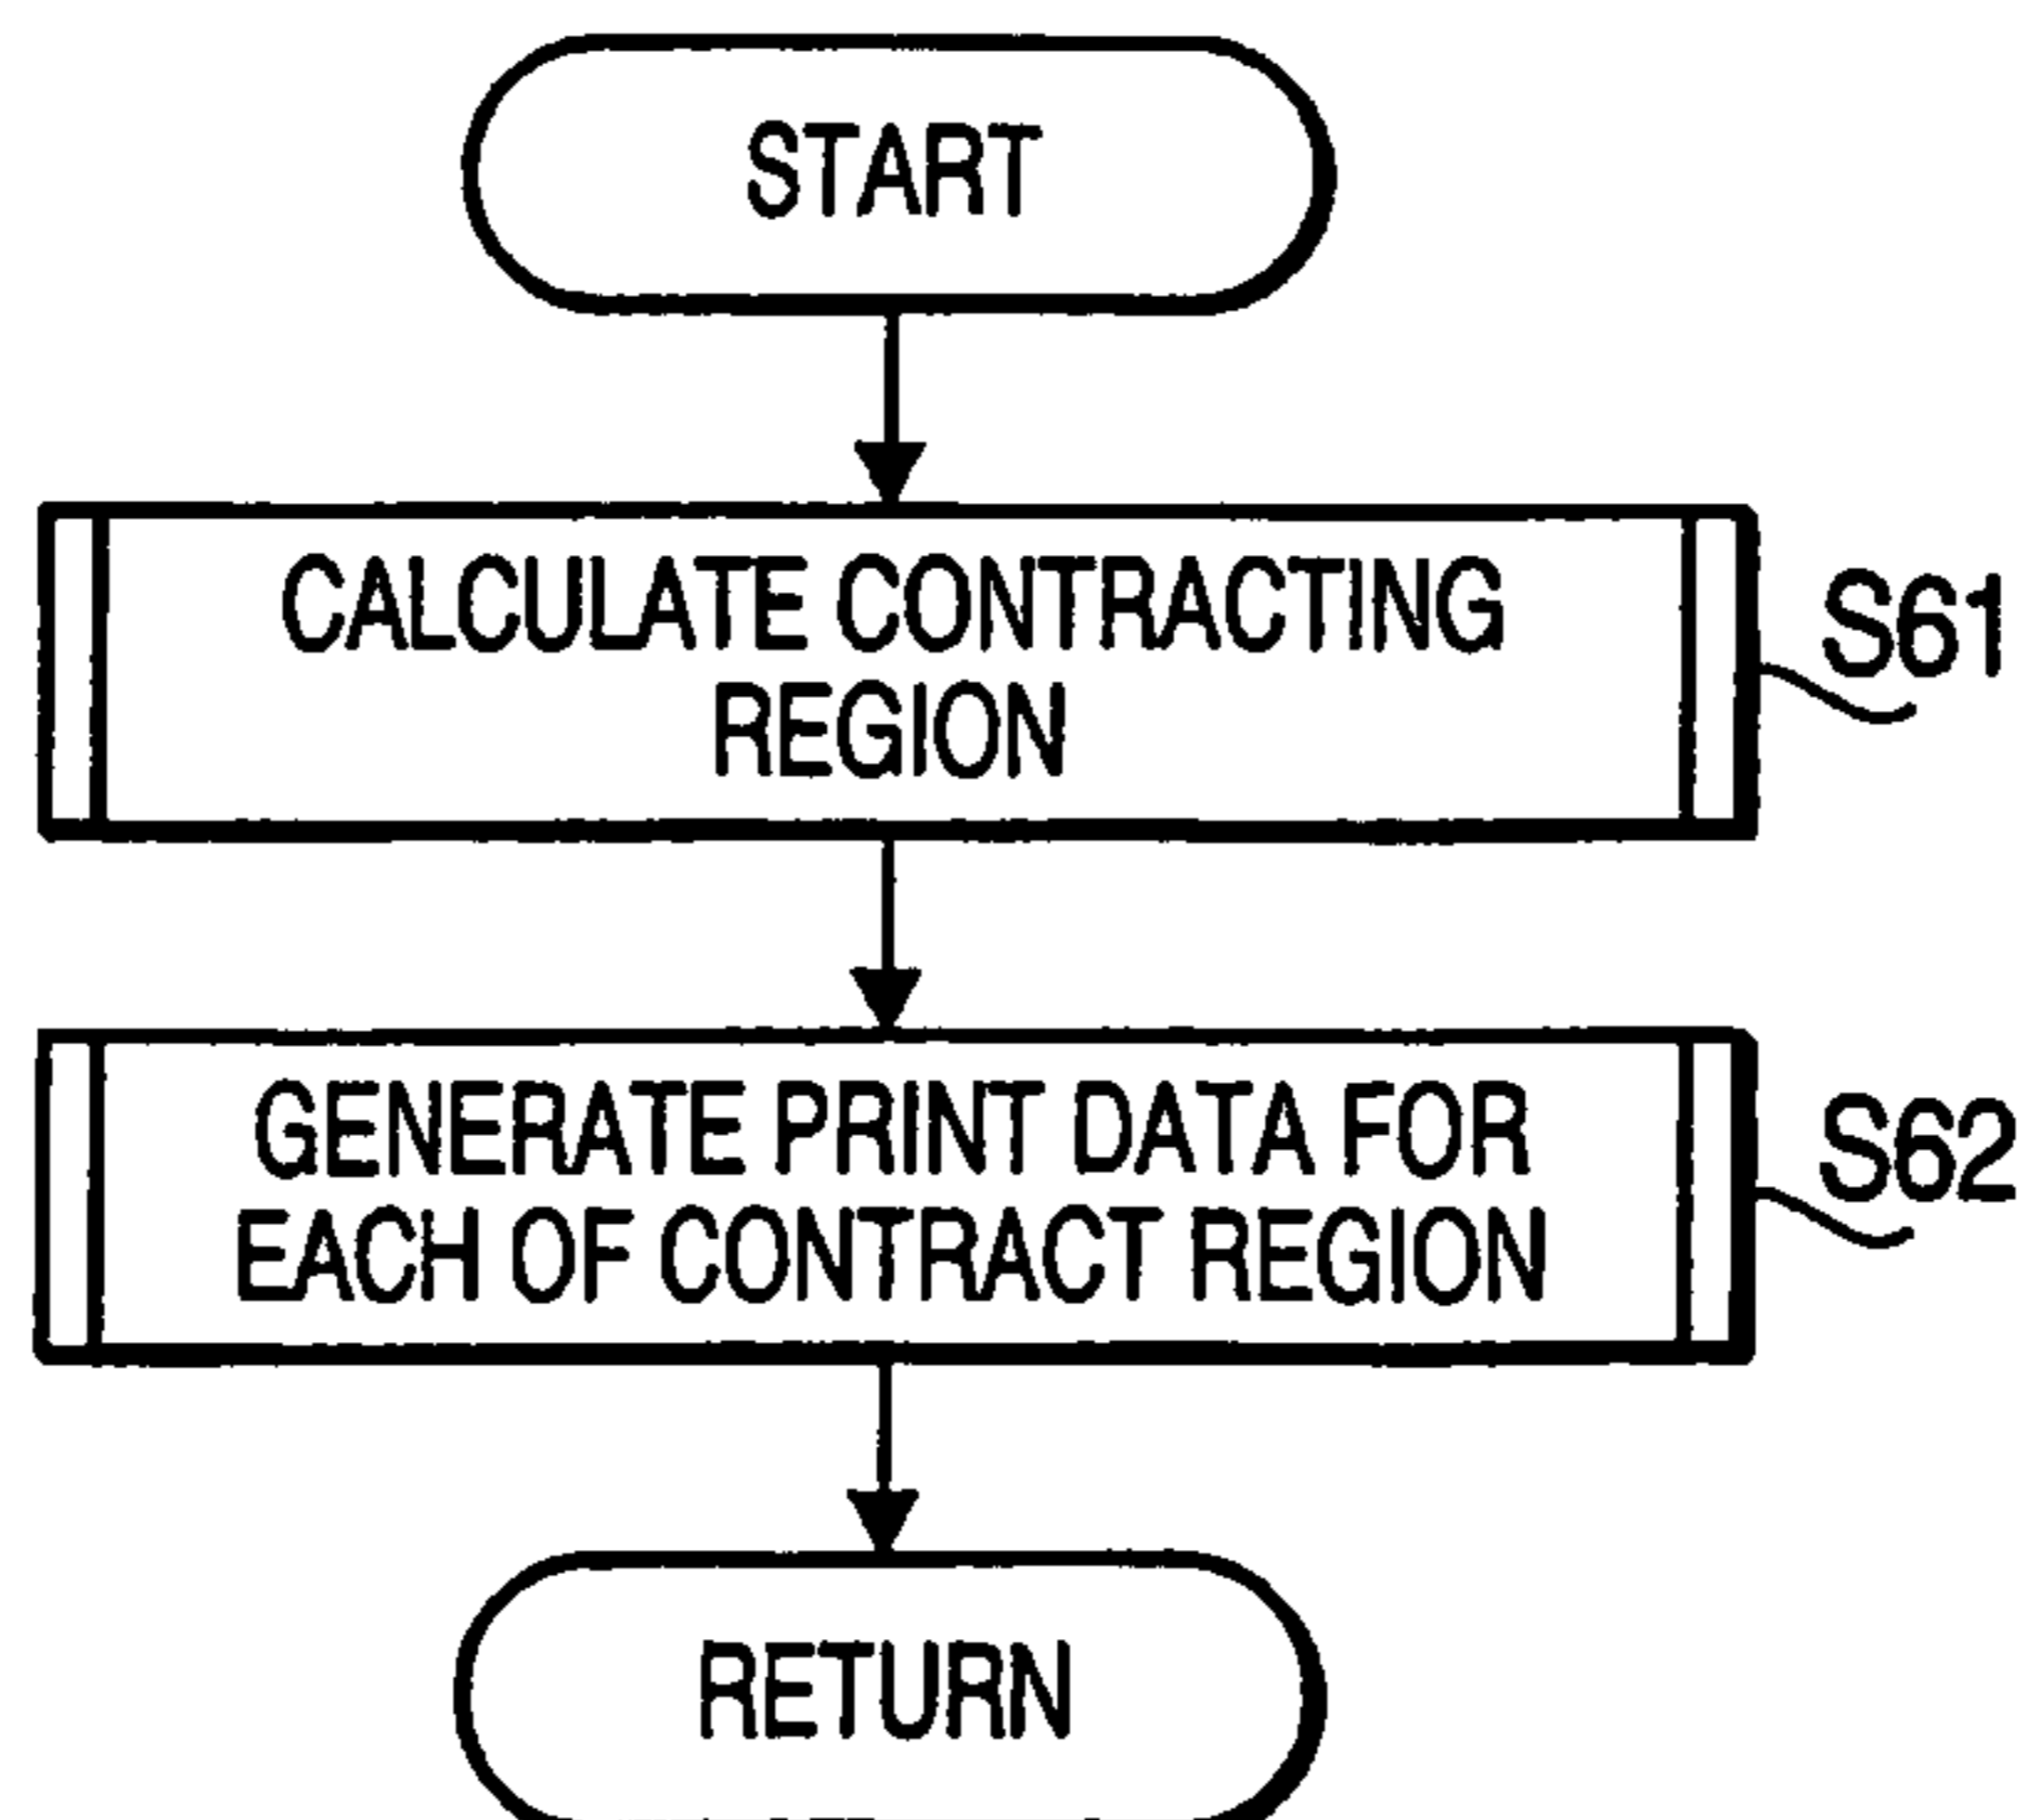 START
CALCULATE CONTRACTING
REGION
S61
GENERATE PRINT DATA FOR
EACH OF CONTRACT REGION
S62
RETURN